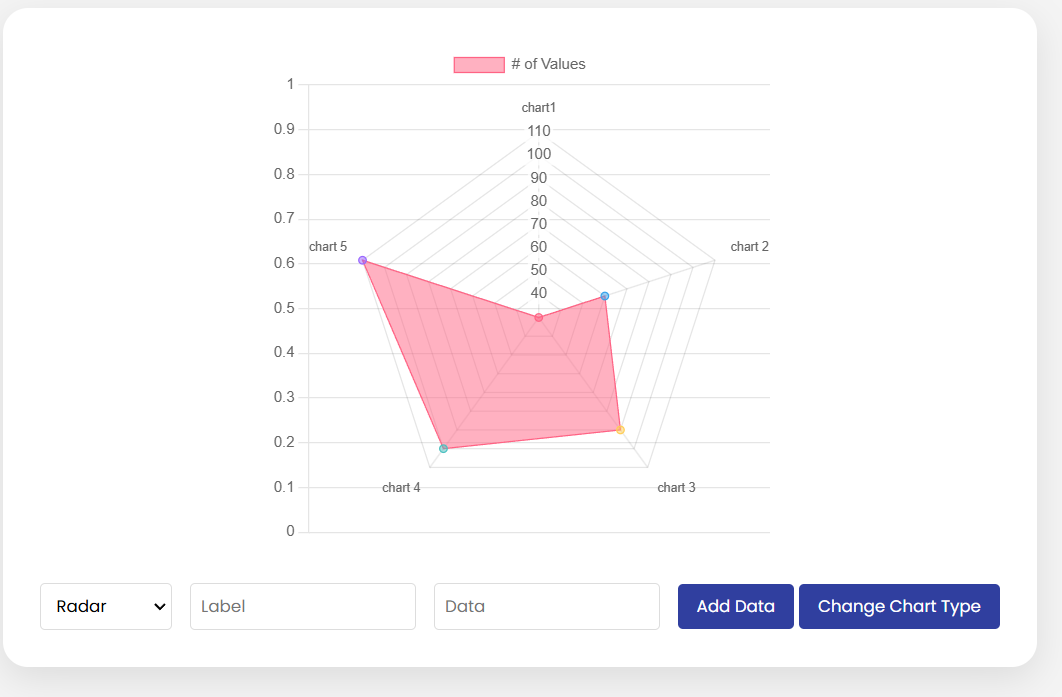 # of Values
1
chart1
110
0.9
100
90
0.8
80
0.7
70
chart 5
60
chart 2
0.6
50
40
0.5
0.4
0.3
0.2
chart 4
chart 3
0.1
0
Radar Label Data Add Data Change Chart Type